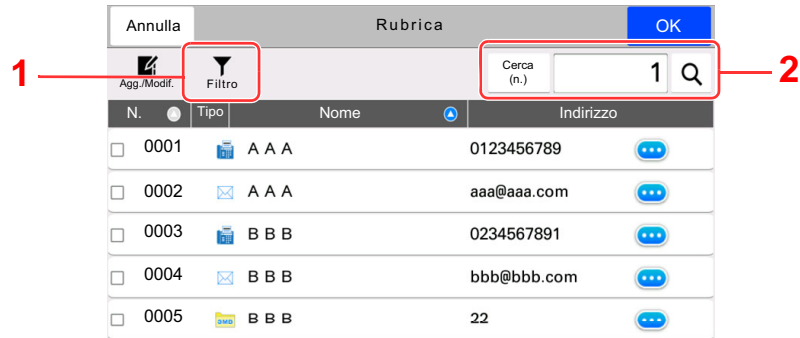 Annulla Rubrica OK
1 Agg./Modif. Filtro Cerca (n.) 1 2
N. Tipo Nome Indirizzo
0001 A A A 0123456789
0002 A A A aaa@aaa.com
0003 B B B 0234567891
0004 B B B bbb@bbb.com
0005 SMB B B B 22